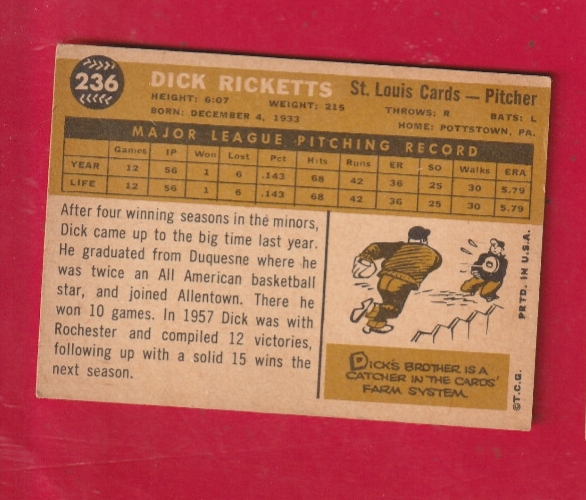 236
DICK RICKETTS
St. Louis Cards — Pitcher
HEIGHT: 6:07 WEIGHT: 215 THROWS: R BATS: L
BORN: DECEMBER 4, 1933 HOME: POTTSTOWN, PA.
MAJOR LEAGUE PITCHING RECORD
Games IP Won Lost Pct Hits Runs ER SO Walks ERA
YEAR 12 56 1 6 .143 68 42 36 25 30 5.79
LIFE 12 56 1 6 .143 68 42 36 25 30 5.79
After four winning seasons in the minors,
Dick came up to the big time last year.
He graduated from Duquesne where he
was twice an All American basketball
star, and joined Allentown. There he
won 10 games. In 1957 Dick was with
Rochester and compiled 12 victories,
following up with a solid 15 wins the
next season.
DICK'S BROTHER IS A
CATCHER IN THE CARDS'
FARM SYSTEM.
©T.C.G. PRTD. IN U.S.A.